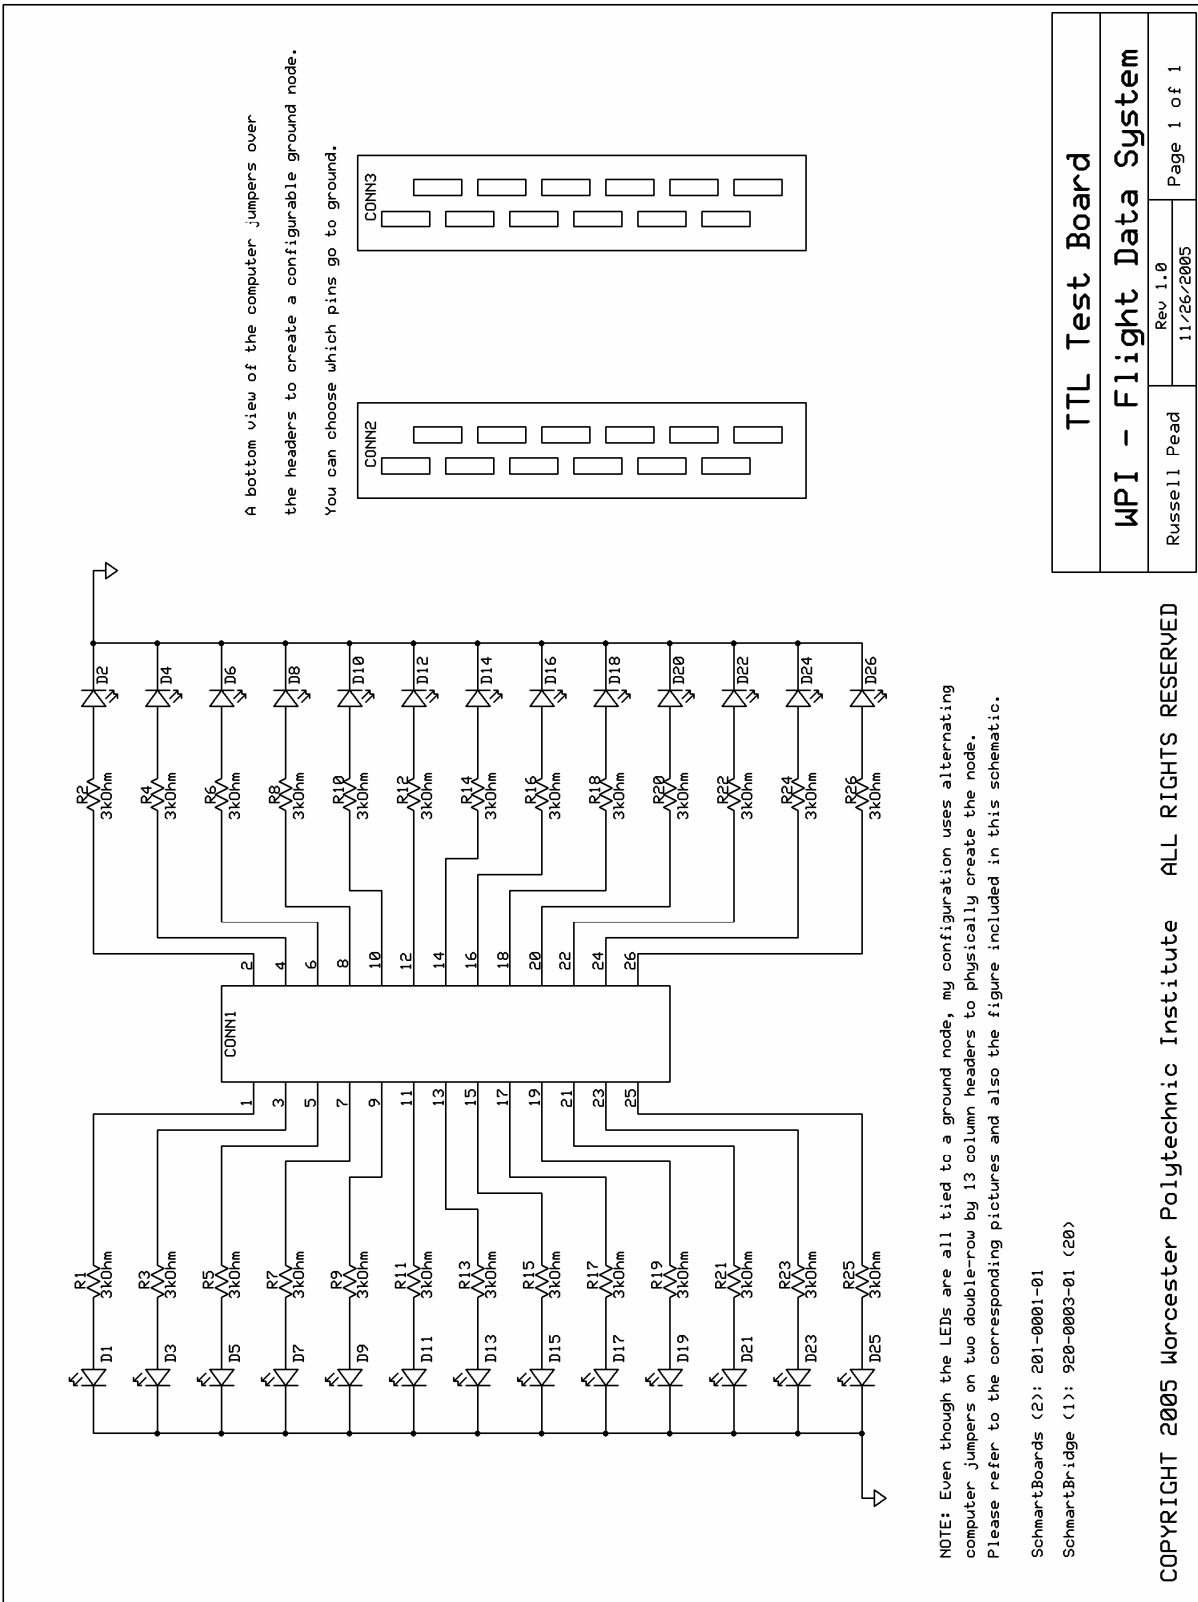 R1
3kOhm
D1
R3
3kOhm
D3
R5
3kOhm
D5
R7
3kOhm
D7
R9
3kOhm
D9
R11
3kOhm
D11
R13
3kOhm
D13
R15
3kOhm
D15
R17
3kOhm
D17
R19
3kOhm
D19
R21
3kOhm
D21
R23
3kOhm
D23
R25
3kOhm
D25
CONN1
1
3
5
7
9
11
13
15
17
19
21
23
25
2
4
6
8
10
12
14
16
18
20
22
24
26
R2
3kOhm
D2
R4
3kOhm
D4
R6
3kOhm
D6
R8
3kOhm
D8
R10
3kOhm
D10
R12
3kOhm
D12
R14
3kOhm
D14
R16
3kOhm
D16
R18
3kOhm
D18
R20
3kOhm
D20
R22
3kOhm
D22
R24
3kOhm
D24
R26
3kOhm
D26
A bottom view of the computer jumpers over
the headers to create a configurable ground node.
You can choose which pins go to ground.
CONN2
CONN3
NOTE: Even though the LEDs are all tied to a ground node, my configuration uses alternating
computer jumpers on two double-row by 13 column headers to physically create the node.
Please refer to the corresponding pictures and also the figure included in this schematic.
SchmartBoards (2): 201-0001-01
SchmartBridge (1): 920-0003-01 (20)
COPYRIGHT 2005 Worcester Polytechnic Institute ALL RIGHTS RESERVED
TTL Test Board
WPI - Flight Data System
Russell Pead
Rev 1.0
11/26/2005
Page 1 of 1